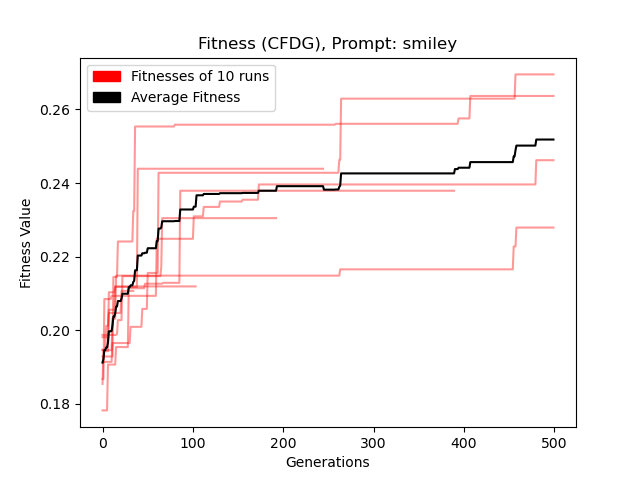 Fitness (CFDG), Prompt: smiley
Fitnesses of 10 runs
Average Fitness
0.26
0.24
0.22
0.20
0.18
Fitness Value
0 100 200 300 400 500
Generations